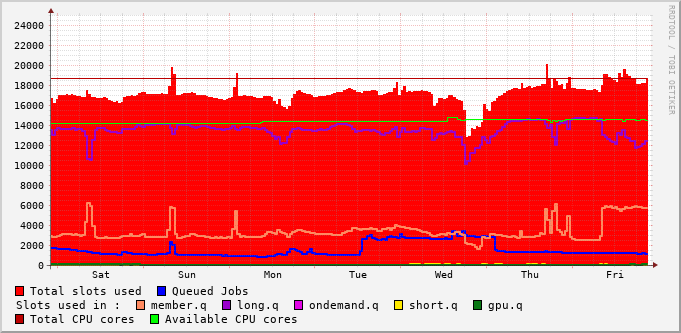 RRDTOOL / TOBI OETIKER
24000
22000
20000
18000
16000
14000
12000
10000
8000
6000
4000
2000
0
Sat Sun Mon Tue Wed Thu Fri
Total slots used Queued Jobs
Slots used in : member.q long.q ondemand.q short.q gpu.q
Total CPU cores Available CPU cores